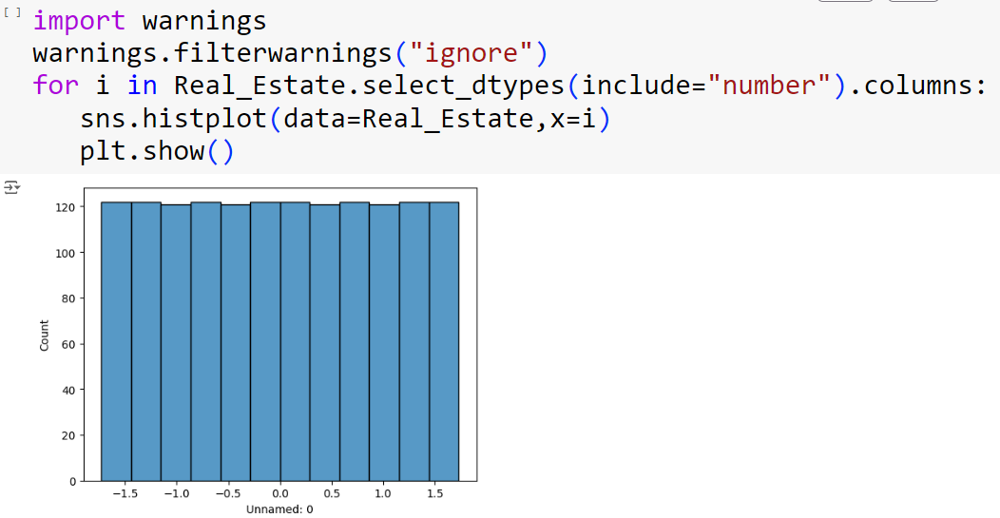 [ ]
import warnings
warnings.filterwarnings("ignore")
for i in Real_Estate.select_dtypes(include="number").columns:
   sns.histplot(data=Real_Estate,x=i)
   plt.show()
120
100
80
60
40
20
0
Count
−1.5 −1.0 −0.5 0.0 0.5 1.0 1.5
Unnamed: 0